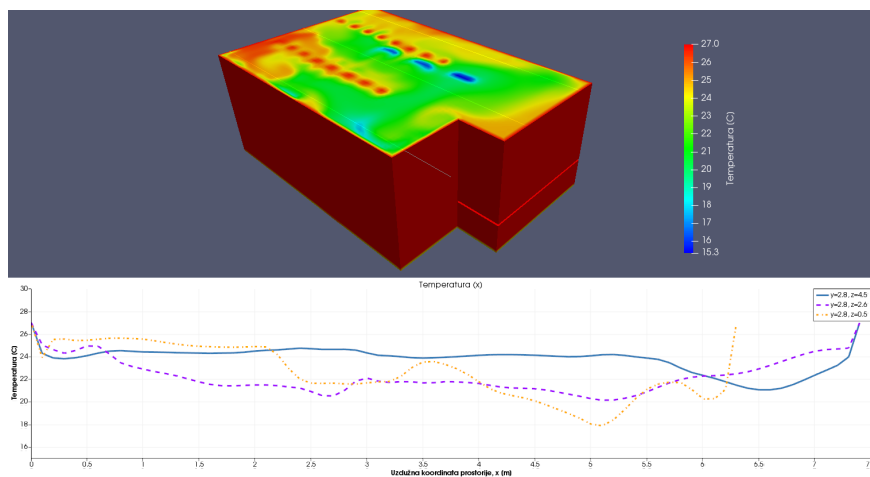 27.0
26
25
24
23
22
21
20
19
18
17
16
15.3
Temperatura (C)
Temperatura (x)
y=2.8, z=4.5
y=2.8, z=2.6
y=2.8, z=0.5
Temperatura (C)
30
28
26
24
22
20
18
16
0 0.5 1 1.5 2 2.5 3 3.5 4 4.5 5 5.5 6 6.5 7
Uzdužna koordinata prostorije, x (m)